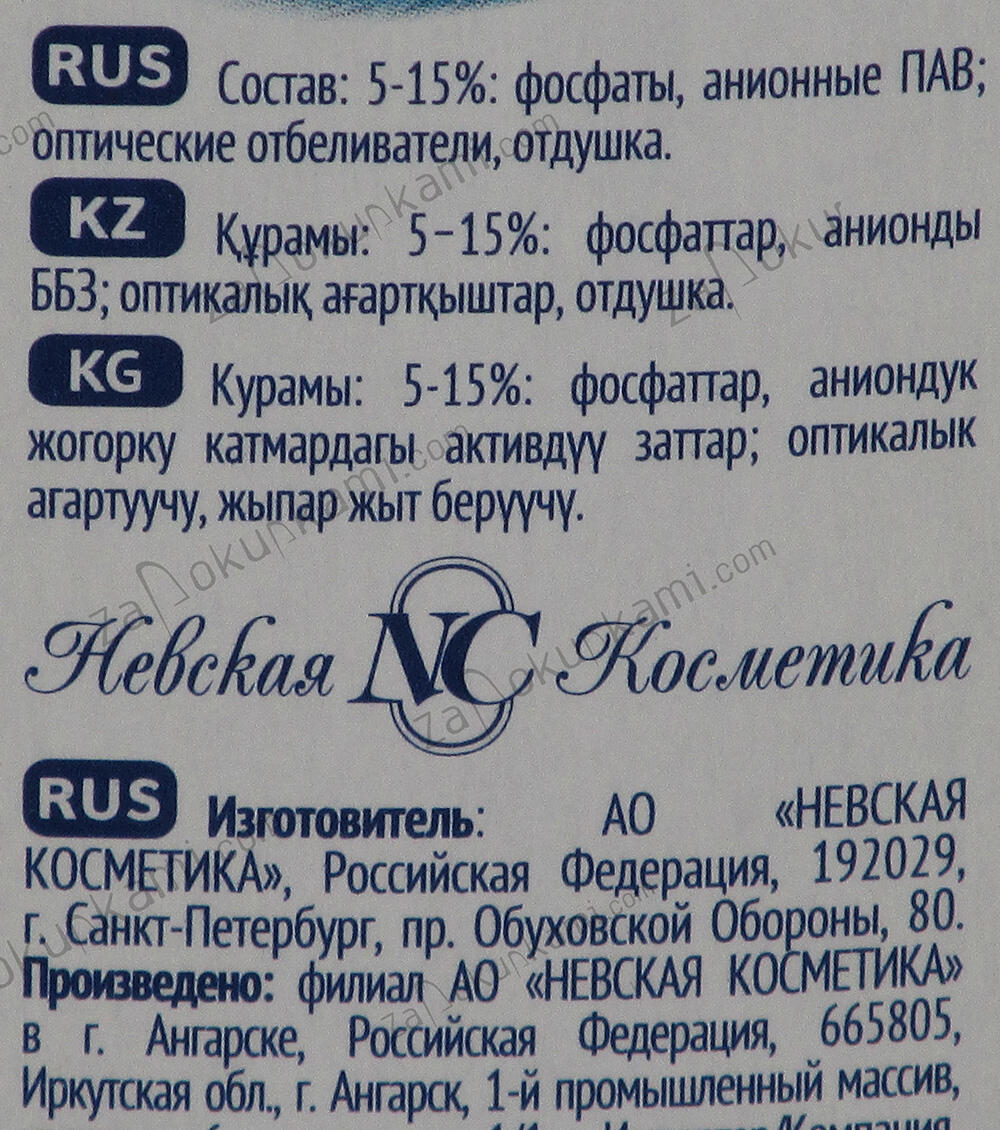 RUS Состав: 5-15%: фосфаты, анионные ПАВ;
оптические отбеливатели, отдушка.
KZ Құрамы: 5-15%: фосфаттар, анионды
ББЗ; оптикалық ағартқыштар, отдушка.
KG Курамы: 5-15%: фосфаттар, аниондук
жогорку катмардагы активдүү заттар; оптикалык
агартуучу, жыпар жыт берүүчү.
Невская NC Косметика
RUS Изготовитель: АО «НЕВСКАЯ
КОСМЕТИКА», Российская Федерация, 192029,
г. Санкт-Петербург, пр. Обуховской Обороны, 80.
Произведено: филиал АО «НЕВСКАЯ КОСМЕТИКА»
в г. Ангарске, Российская Федерация, 665805,
Иркутская обл., г. Ангарск, 1-й промышленный массив,
zaПokupkami.com